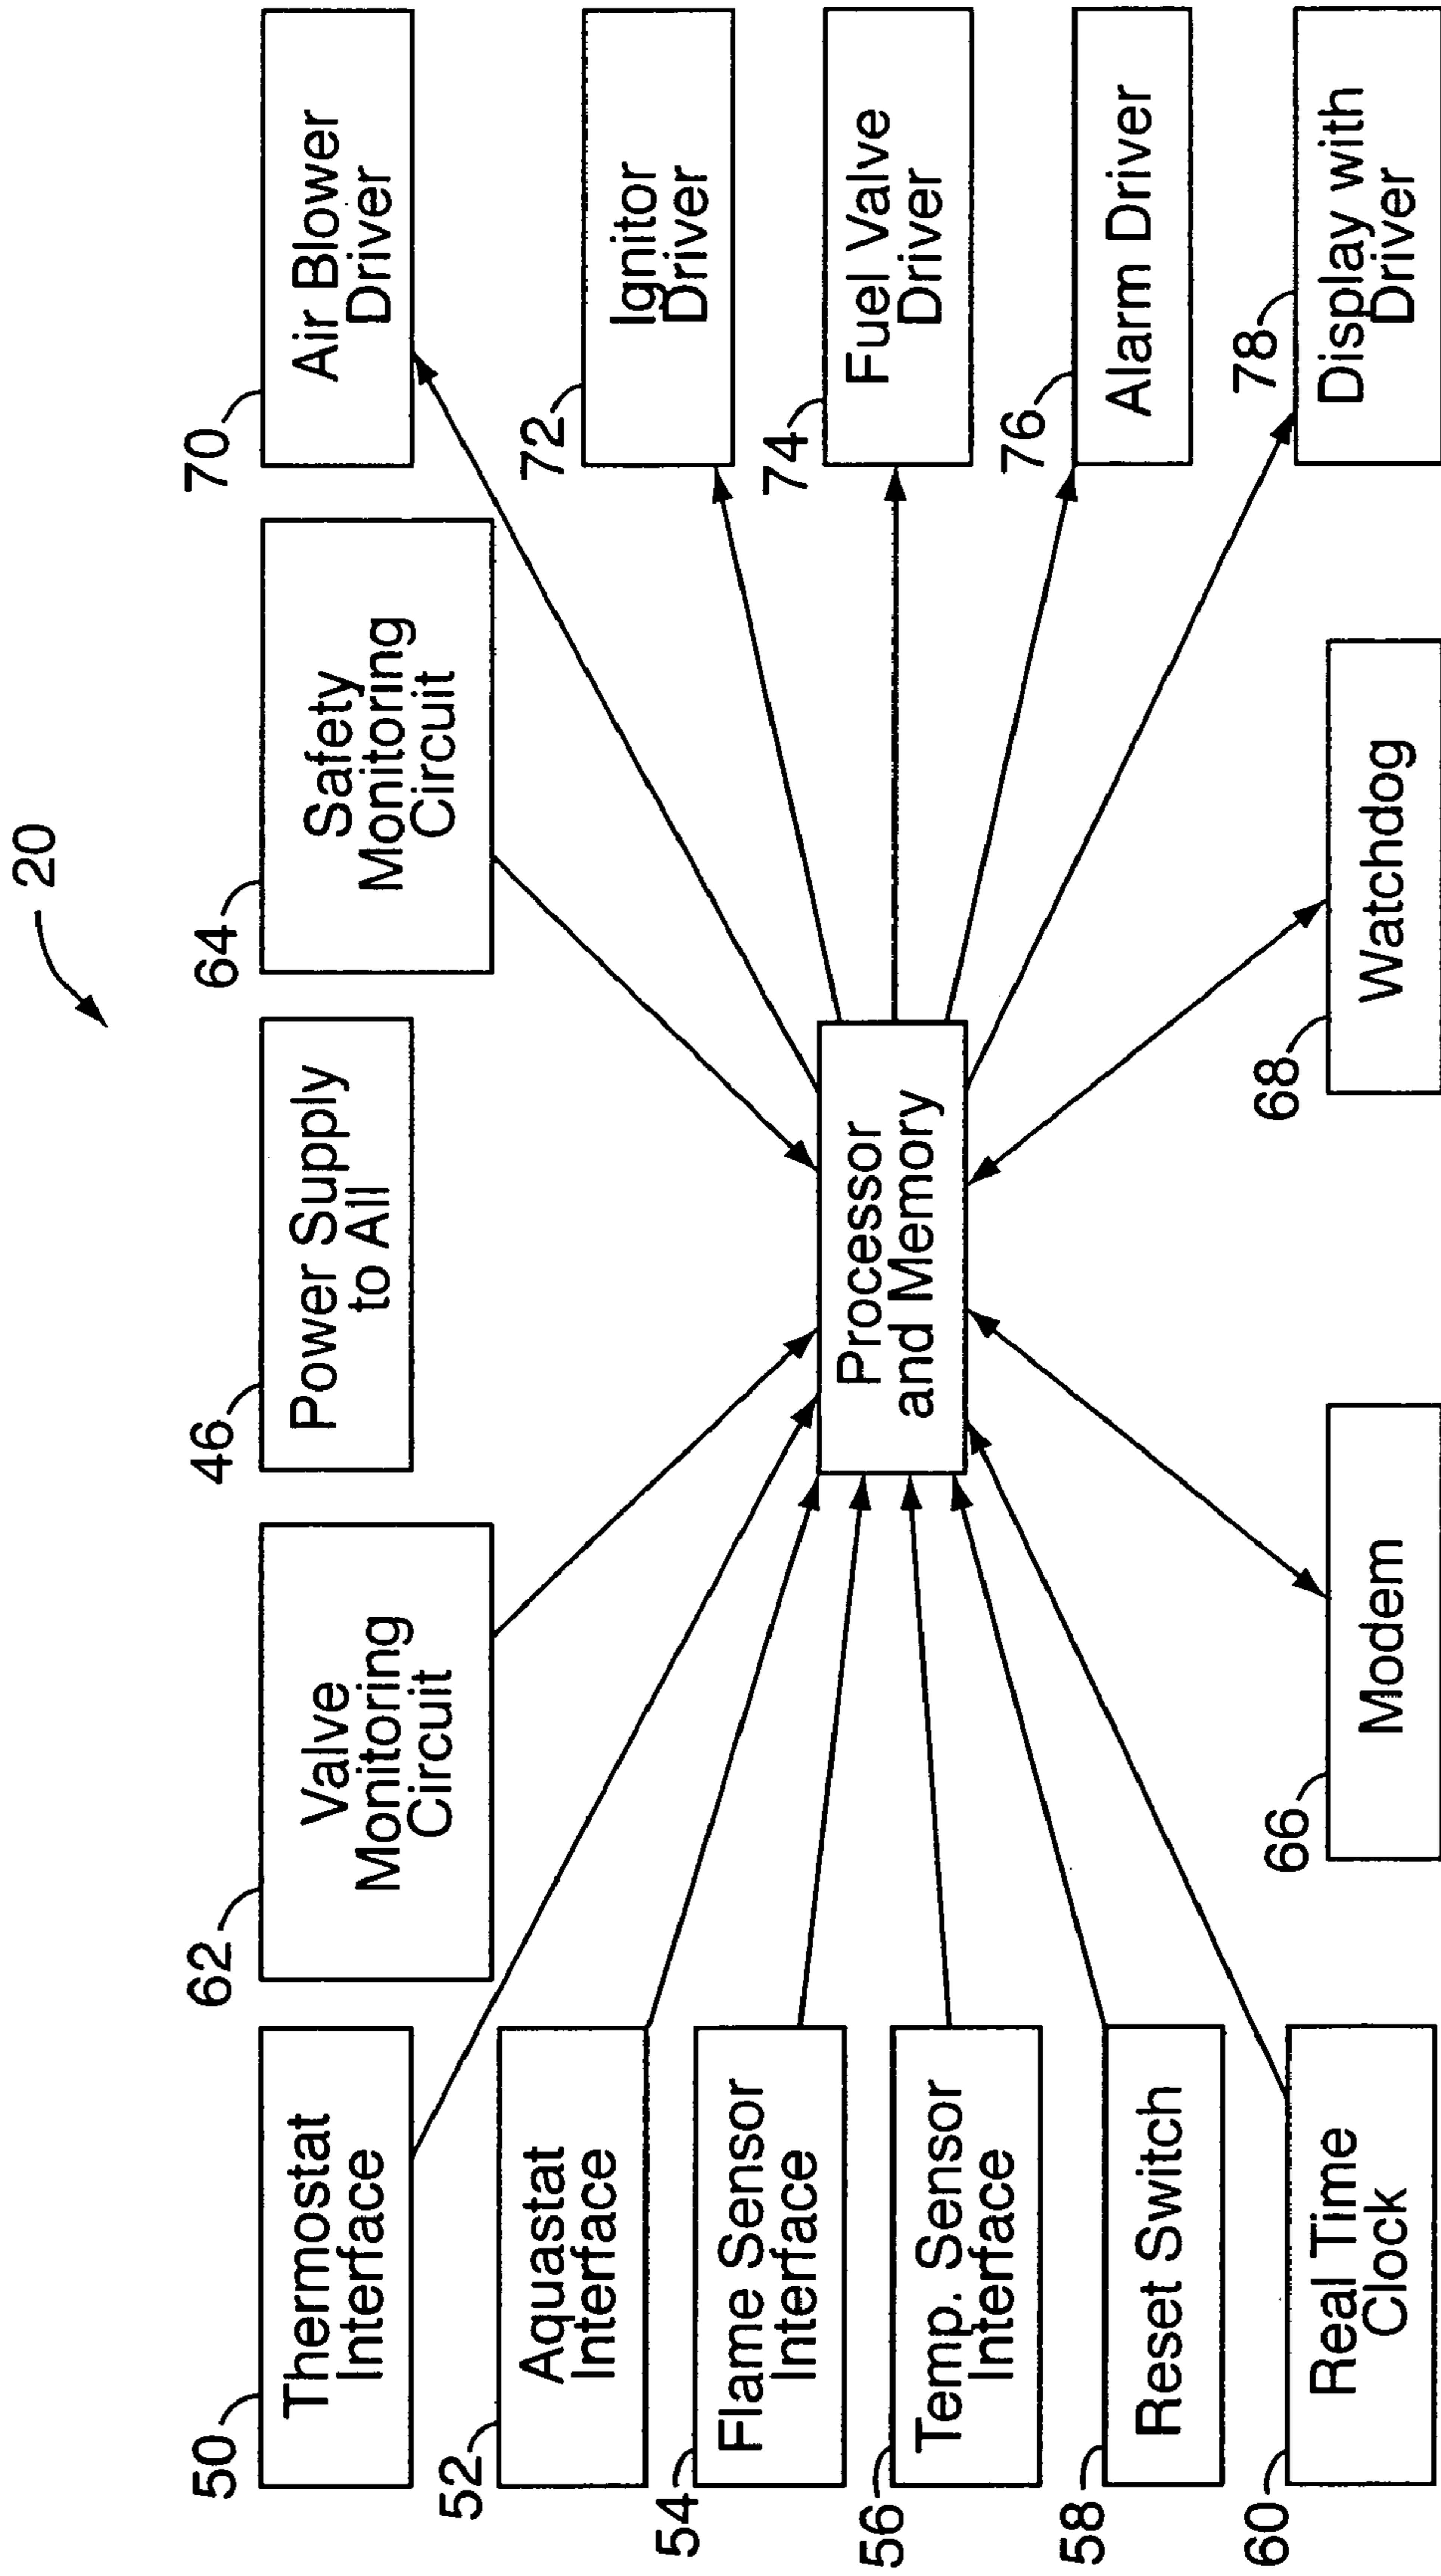 20
50
Thermostat
Interface
62
Valve
Monitoring
Circuit
46
Power Supply
to All
64
Safety
Monitoring
Circuit
70
Air Blower
Driver
52
Aquastat
Interface
54
Flame Sensor
Interface
56
Temp. Sensor
Interface
58
Reset Switch
60
Real Time
Clock
Processor
and Memory
66
Modem
68
Watchdog
72
Ignitor
Driver
74
Fuel Valve
Driver
76
Alarm Driver
78
Display with
Driver